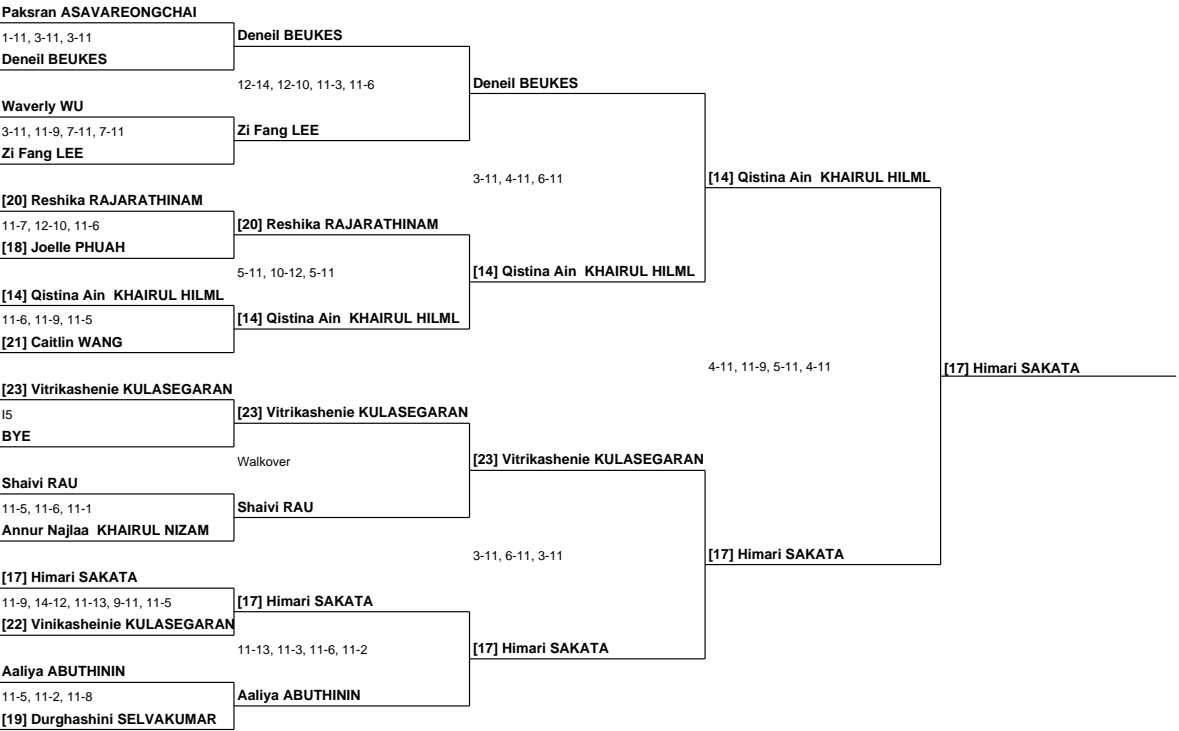 Paksran ASAVAREONGCHAI
1-11, 3-11, 3-11
Deneil BEUKES
Deneil BEUKES
12-14, 12-10, 11-3, 11-6
Deneil BEUKES
Waverly WU
3-11, 11-9, 7-11, 7-11
Zi Fang LEE
Zi Fang LEE
3-11, 4-11, 6-11
[14] Qistina Ain  KHAIRUL HILML
[20] Reshika RAJARATHINAM
11-7, 12-10, 11-6
[18] Joelle PHUAH
[20] Reshika RAJARATHINAM
5-11, 10-12, 5-11
[14] Qistina Ain  KHAIRUL HILML
[14] Qistina Ain  KHAIRUL HILML
11-6, 11-9, 11-5
[21] Caitlin WANG
[14] Qistina Ain  KHAIRUL HILML
4-11, 11-9, 5-11, 4-11
[17] Himari SAKATA
[23] Vitrikashenie KULASEGARAN
I5
BYE
[23] Vitrikashenie KULASEGARAN
Walkover
[23] Vitrikashenie KULASEGARAN
Shaivi RAU
11-5, 11-6, 11-1
Annur Najlaa  KHAIRUL NIZAM
Shaivi RAU
3-11, 6-11, 3-11
[17] Himari SAKATA
[17] Himari SAKATA
11-9, 14-12, 11-13, 9-11, 11-5
[22] Vinikasheinie KULASEGARAN
[17] Himari SAKATA
11-13, 11-3, 11-6, 11-2
[17] Himari SAKATA
Aaliya ABUTHININ
11-5, 11-2, 11-8
[19] Durghashini SELVAKUMAR
Aaliya ABUTHININ